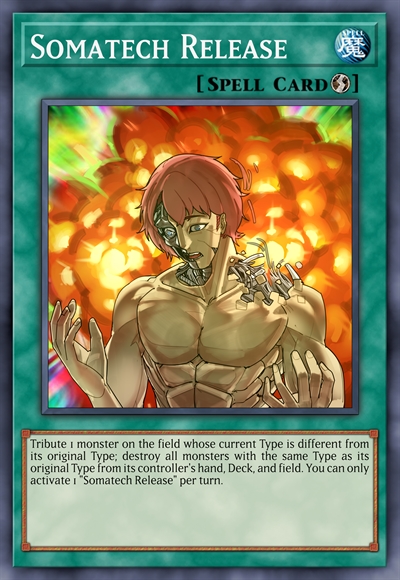 Somatech Release
魔
[Spell Card]
Tribute 1 monster on the field whose current Type is different from
its original Type; destroy all monsters with the same Type as its
original Type from its controller's hand, Deck, and field. You can only
activate 1 "Somatech Release" per turn.